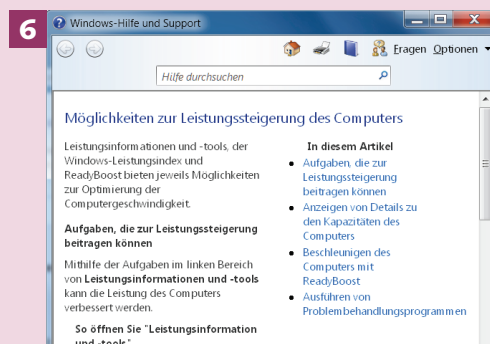 6
Windows-Hilfe und Support
Fragen Optionen
Hilfe durchsuchen
Möglichkeiten zur Leistungssteigerung des Computers
Leistungsinformationen und -tools, der
Windows-Leistungsindex und
ReadyBoost bieten jeweils Möglichkeiten
zur Optimierung der
Computergeschwindigkeit.
Aufgaben, die zur Leistungssteigerung
beitragen können
Mithilfe der Aufgaben im linken Bereich
von Leistungsinformationen und -tools
kann die Leistung des Computers
verbessert werden.
So öffnen Sie "Leistungsinformation
und -tools"
In diesem Artikel
• Aufgaben, die zur
Leistungssteigerung
beitragen können
• Anzeigen von Details zu
den Kapazitäten des
Computers
• Beschleunigen des
Computers mit
ReadyBoost
• Ausführen von
Problembehandlungsprogrammen